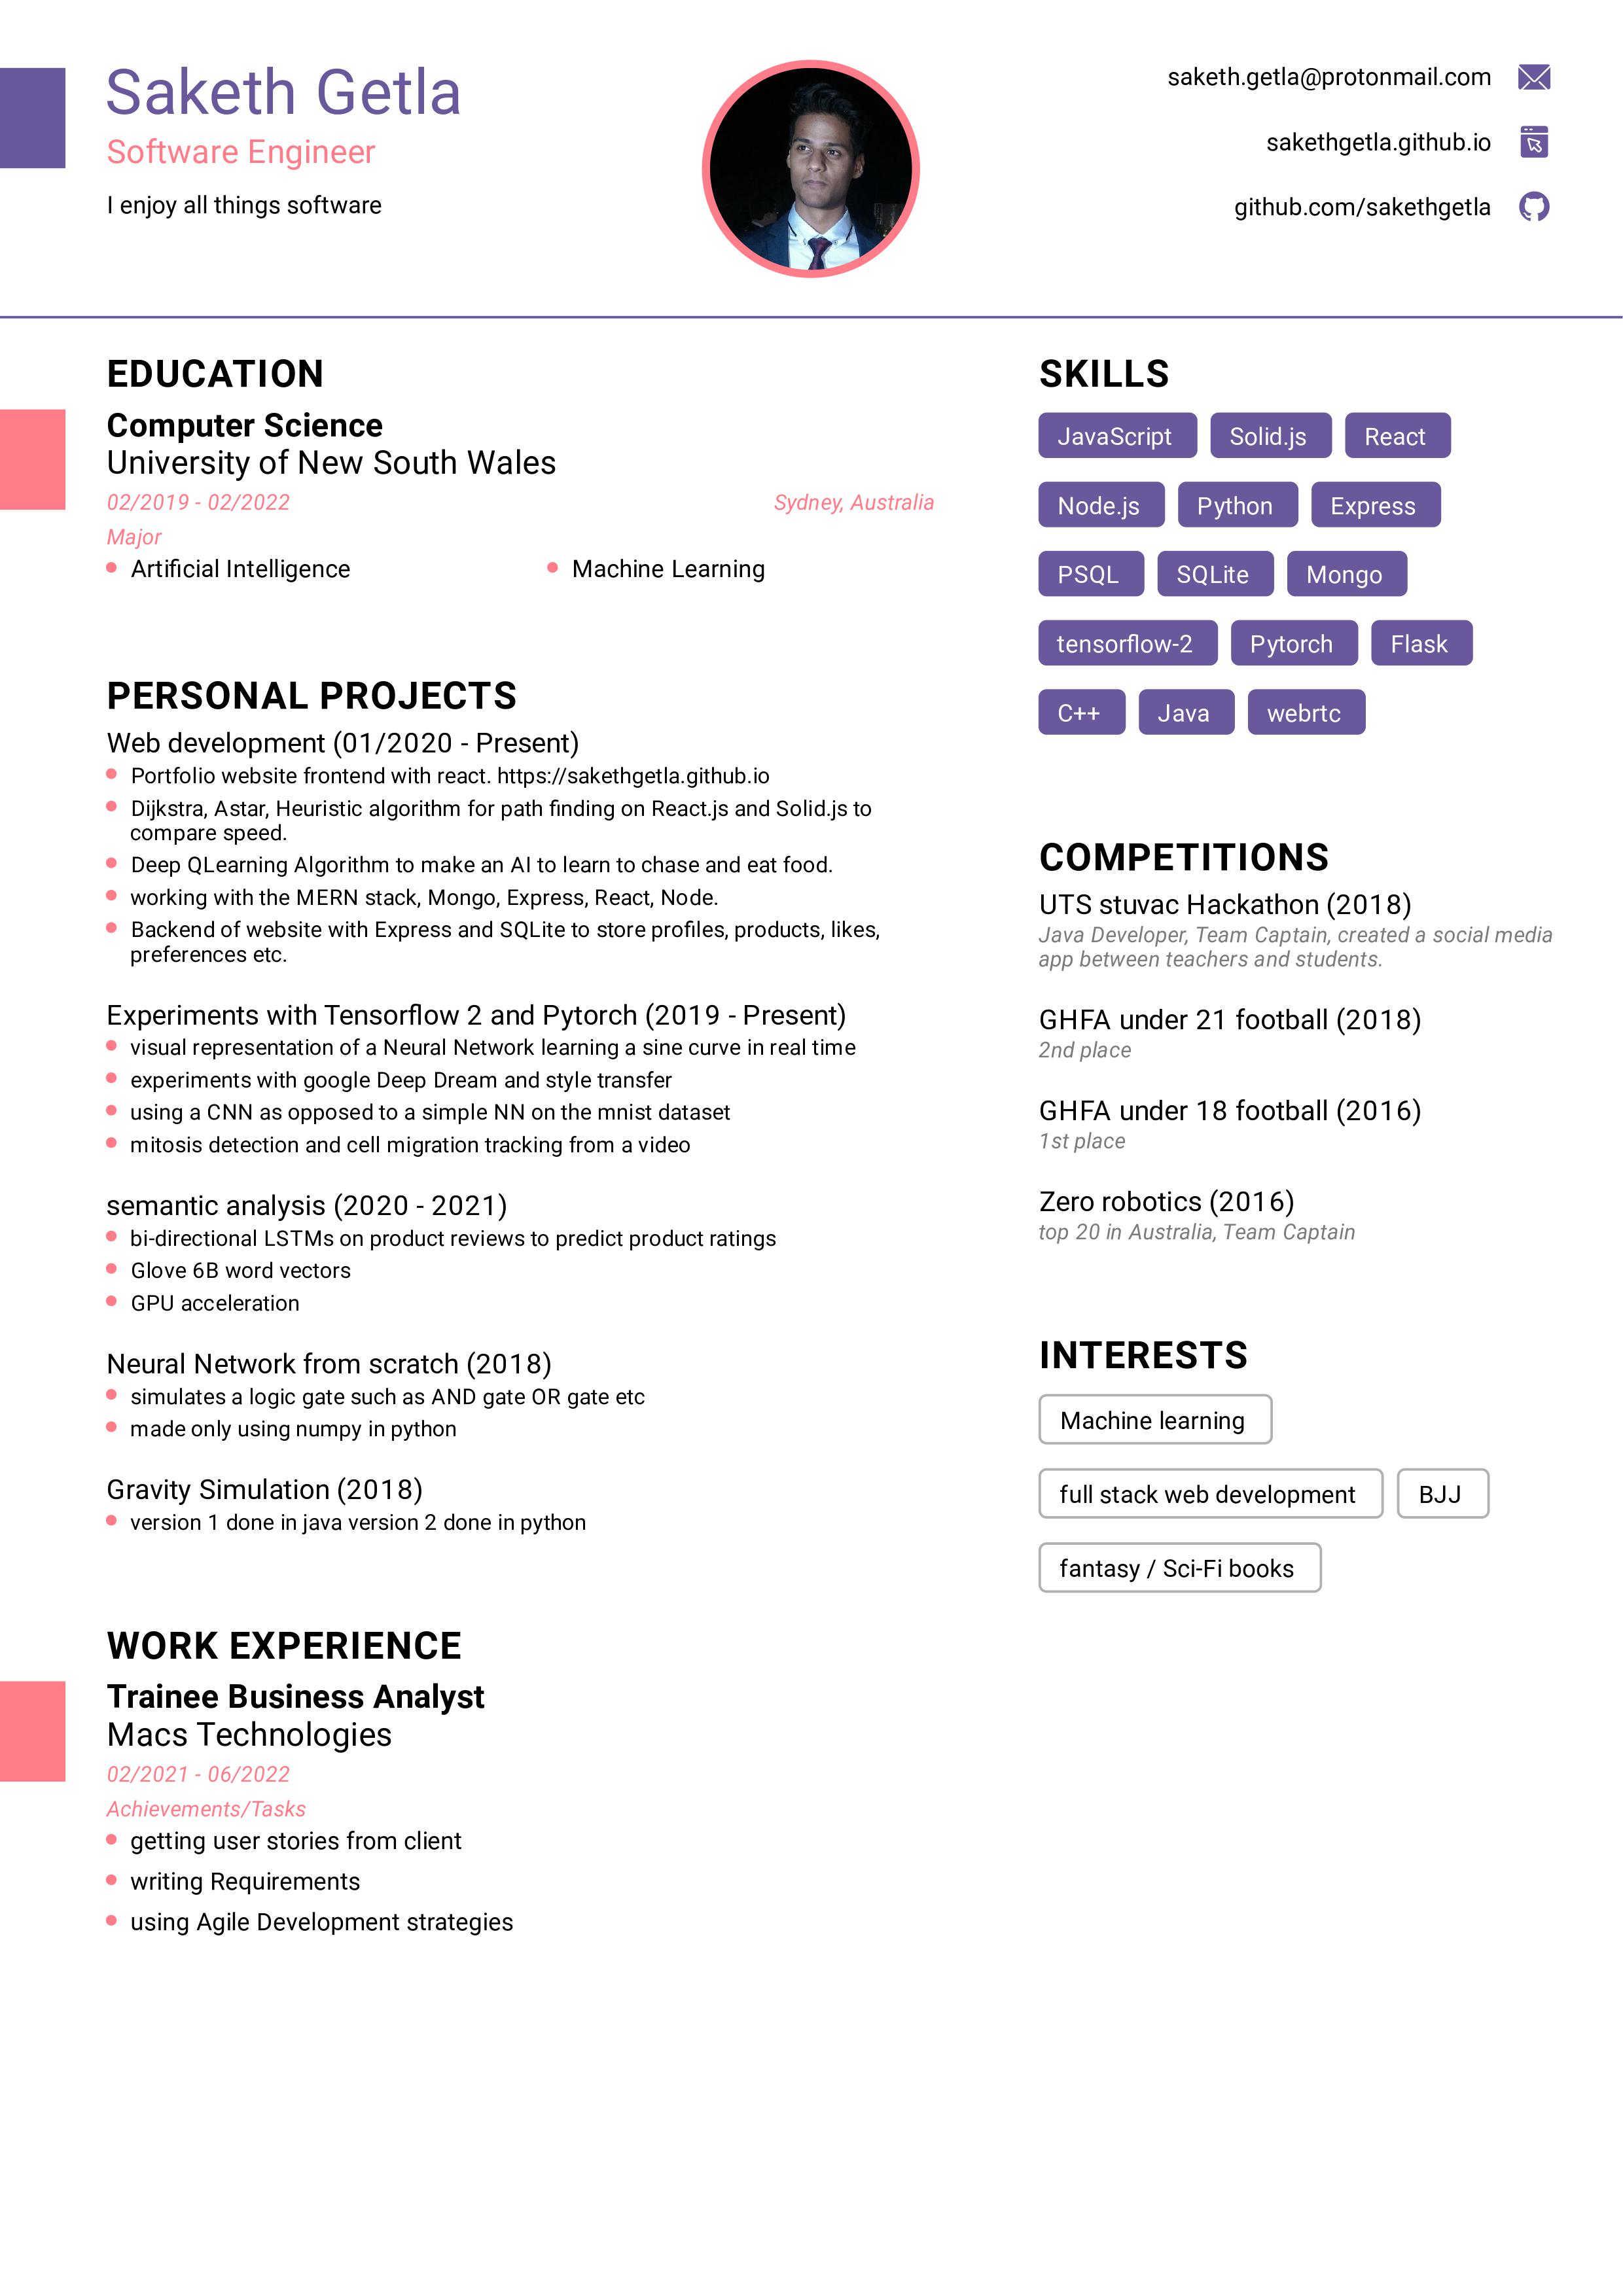 Saketh Getla
Software Engineer
I enjoy all things software
saketh.getla@protonmail.com
sakethgetla.github.io
github.com/sakethgetla
EDUCATION
Computer Science
University of New South Wales
02/2019 - 02/2022
Sydney, Australia
Major
Artificial Intelligence
Machine Learning
PERSONAL PROJECTS
Web development (01/2020 - Present)
Portfolio website frontend with react. https://sakethgetla.github.io
Dijkstra, Astar, Heuristic algorithm for path finding on React.js and Solid.js to
compare speed.
Deep QLearning Algorithm to make an AI to learn to chase and eat food.
working with the MERN stack, Mongo, Express, React, Node.
Backend of website with Express and SQLite to store profiles, products, likes,
preferences etc.
Experiments with Tensorflow 2 and Pytorch (2019 - Present)
visual representation of a Neural Network learning a sine curve in real time
experiments with google Deep Dream and style transfer
using a CNN as opposed to a simple NN on the mnist dataset
mitosis detection and cell migration tracking from a video
semantic analysis (2020 - 2021)
bi-directional LSTMs on product reviews to predict product ratings
Glove 6B word vectors
GPU acceleration
Neural Network from scratch (2018)
simulates a logic gate such as AND gate OR gate etc
made only using numpy in python
Gravity Simulation (2018)
version 1 done in java version 2 done in python
WORK EXPERIENCE
Trainee Business Analyst
Macs Technologies
02/2021 - 06/2022
Achievements/Tasks
getting user stories from client
writing Requirements
using Agile Development strategies
SKILLS
JavaScript Solid.js React
Node.js Python Express
PSQL SQLite Mongo
tensorflow-2 Pytorch Flask
C++ Java webrtc
COMPETITIONS
UTS stuvac Hackathon (2018)
Java Developer, Team Captain, created a social media
app between teachers and students.
GHFA under 21 football (2018)
2nd place
GHFA under 18 football (2016)
1st place
Zero robotics (2016)
top 20 in Australia, Team Captain
INTERESTS
Machine learning
full stack web development BJJ
fantasy / Sci-Fi books